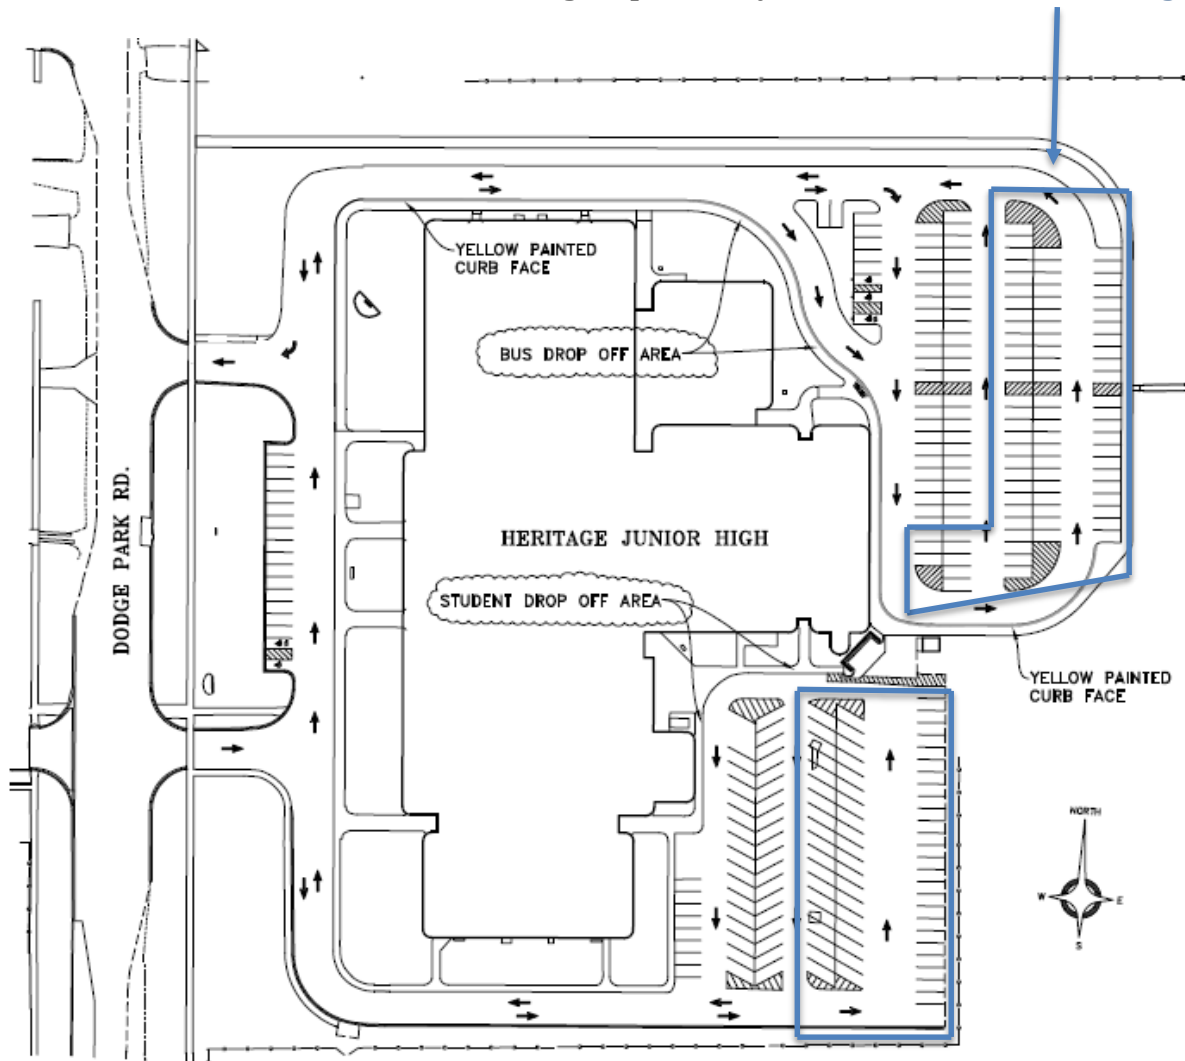 YELLOW PAINTED
CURB FACE
BUS DROP OFF AREA
DODGE PARK RD.
HERITAGE JUNIOR HIGH
STUDENT DROP OFF AREA
YELLOW PAINTED
CURB FACE
NORTH
W
E
S